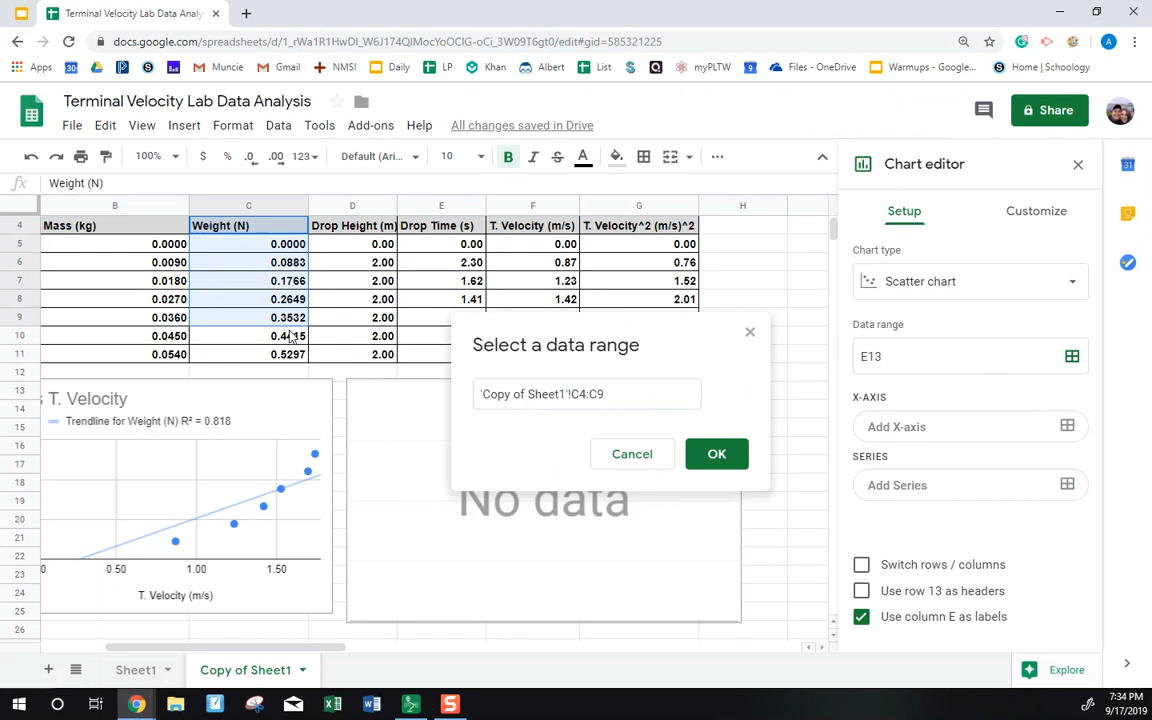 Terminal Velocity Lab Data Analy
docs.google.com/spreadsheets/d/1_rWa1R1HwDI_W6J174QlMocYoOCIG-oCi_3W09T6gt0/edit#gid=585321225
A
Apps Muncie Gmail NMSI Daily LP Khan Albert List myPLTW Files - OneDrive Warmups - Google... Home | Schoology
Terminal Velocity Lab Data Analysis
Share
File Edit View Insert Format Data Tools Add-ons Help All changes saved in Drive
100% $ % .0 .00 123 Default (Ari... 10 B I S A
fx Weight (N)
B C D E F G H
4 Mass (kg) Weight (N) Drop Height (m) Drop Time (s) T. Velocity (m/s) T. Velocity^2 (m/s)^2
5 0.0000 0.0000 0.00 0.00 0.00 0.00
6 0.0090 0.0883 2.00 2.30 0.87 0.76
7 0.0180 0.1766 2.00 1.62 1.23 1.52
8 0.0270 0.2649 2.00 1.41 1.42 2.01
9 0.0360 0.3532 2.00
10 0.0450 2.00
11 0.0540 0.5297 2.00
12
13
14
15
16
17
18
19
20
21
22
23
24
25
26
s T. Velocity
Trendline for Weight (N) R² = 0.818
0 0.50 1.00 1.50
T. Velocity (m/s)
No data
Select a data range
'Copy of Sheet1'!C4:C9
Cancel OK
Chart editor
Setup Customize
Chart type
Scatter chart
Data range
E13
X-AXIS
Add X-axis
SERIES
Add Series
Switch rows / columns
Use row 13 as headers
Use column E as labels
Sheet1 Copy of Sheet1
Explore
7:34 PM
9/17/2019